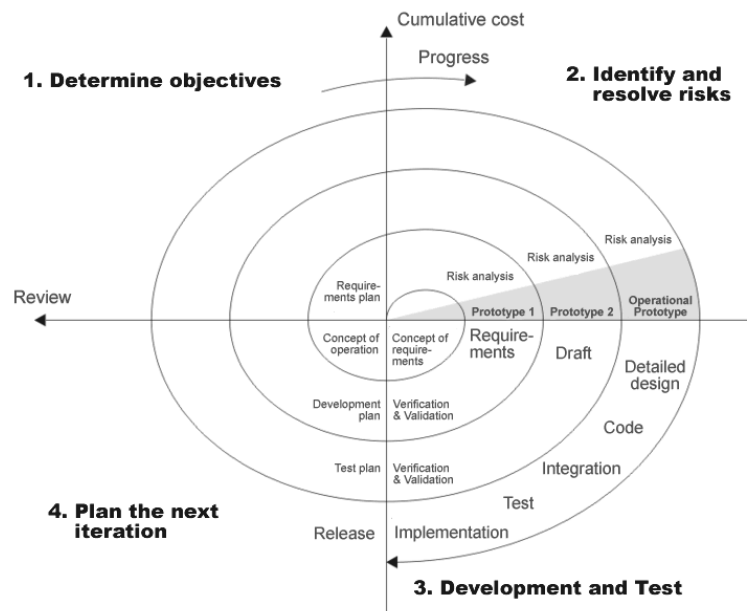 Cumulative cost
Progress
1. Determine objectives
2. Identify and
resolve risks
Risk analysis
Risk analysis
Risk analysis
Require-
ments plan
Review
Prototype 1
Prototype 2
Operational
Prototype
Concept of
operation
Concept of
require-
ments
Require-
ments
Draft
Detailed
design
Development
plan
Verification
& Validation
Code
Test plan
Verification
& Validation
Integration
Test
4. Plan the next
iteration
Release
Implementation
3. Development and Test